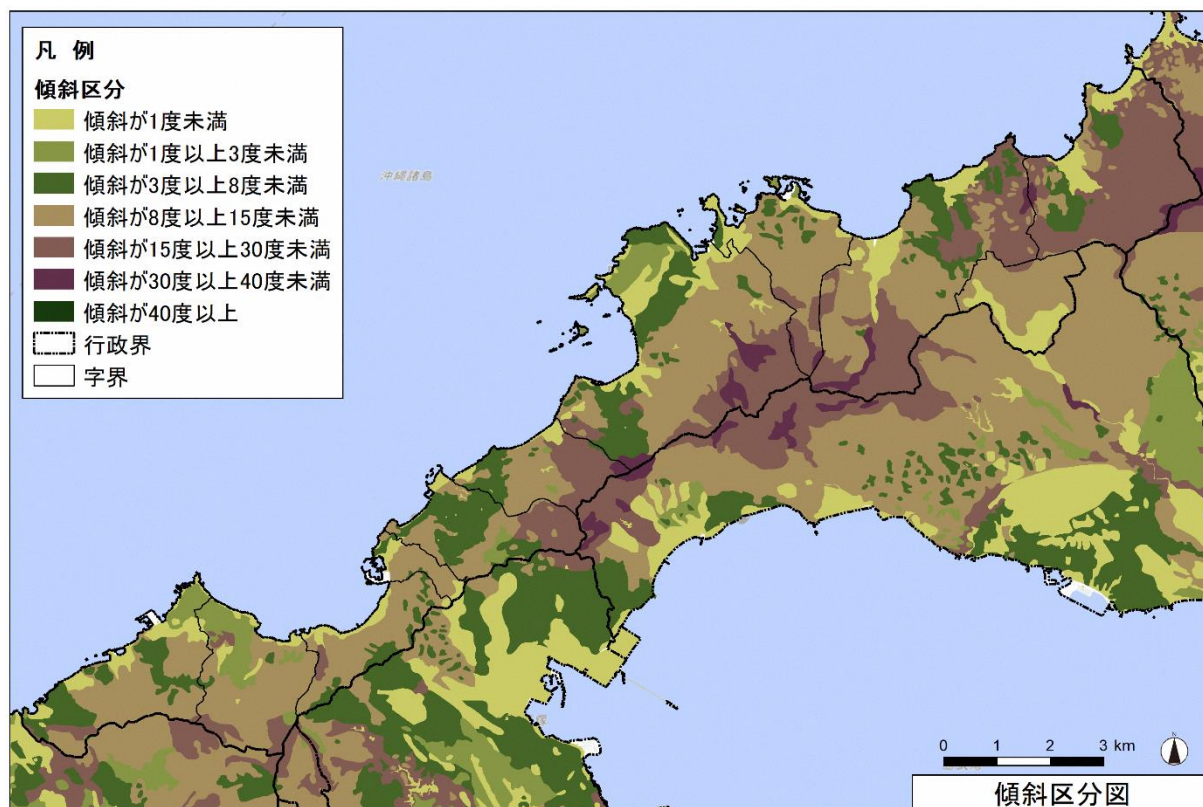 凡 例
傾斜区分
傾斜が1度未満
傾斜が1度以上3度未満
傾斜が3度以上8度未満
傾斜が8度以上15度未満
傾斜が15度以上30度未満
傾斜が30度以上40度未満
傾斜が40度以上
行政界
字界
沖縄諸島
N
0 1 2 3 km
傾斜区分図